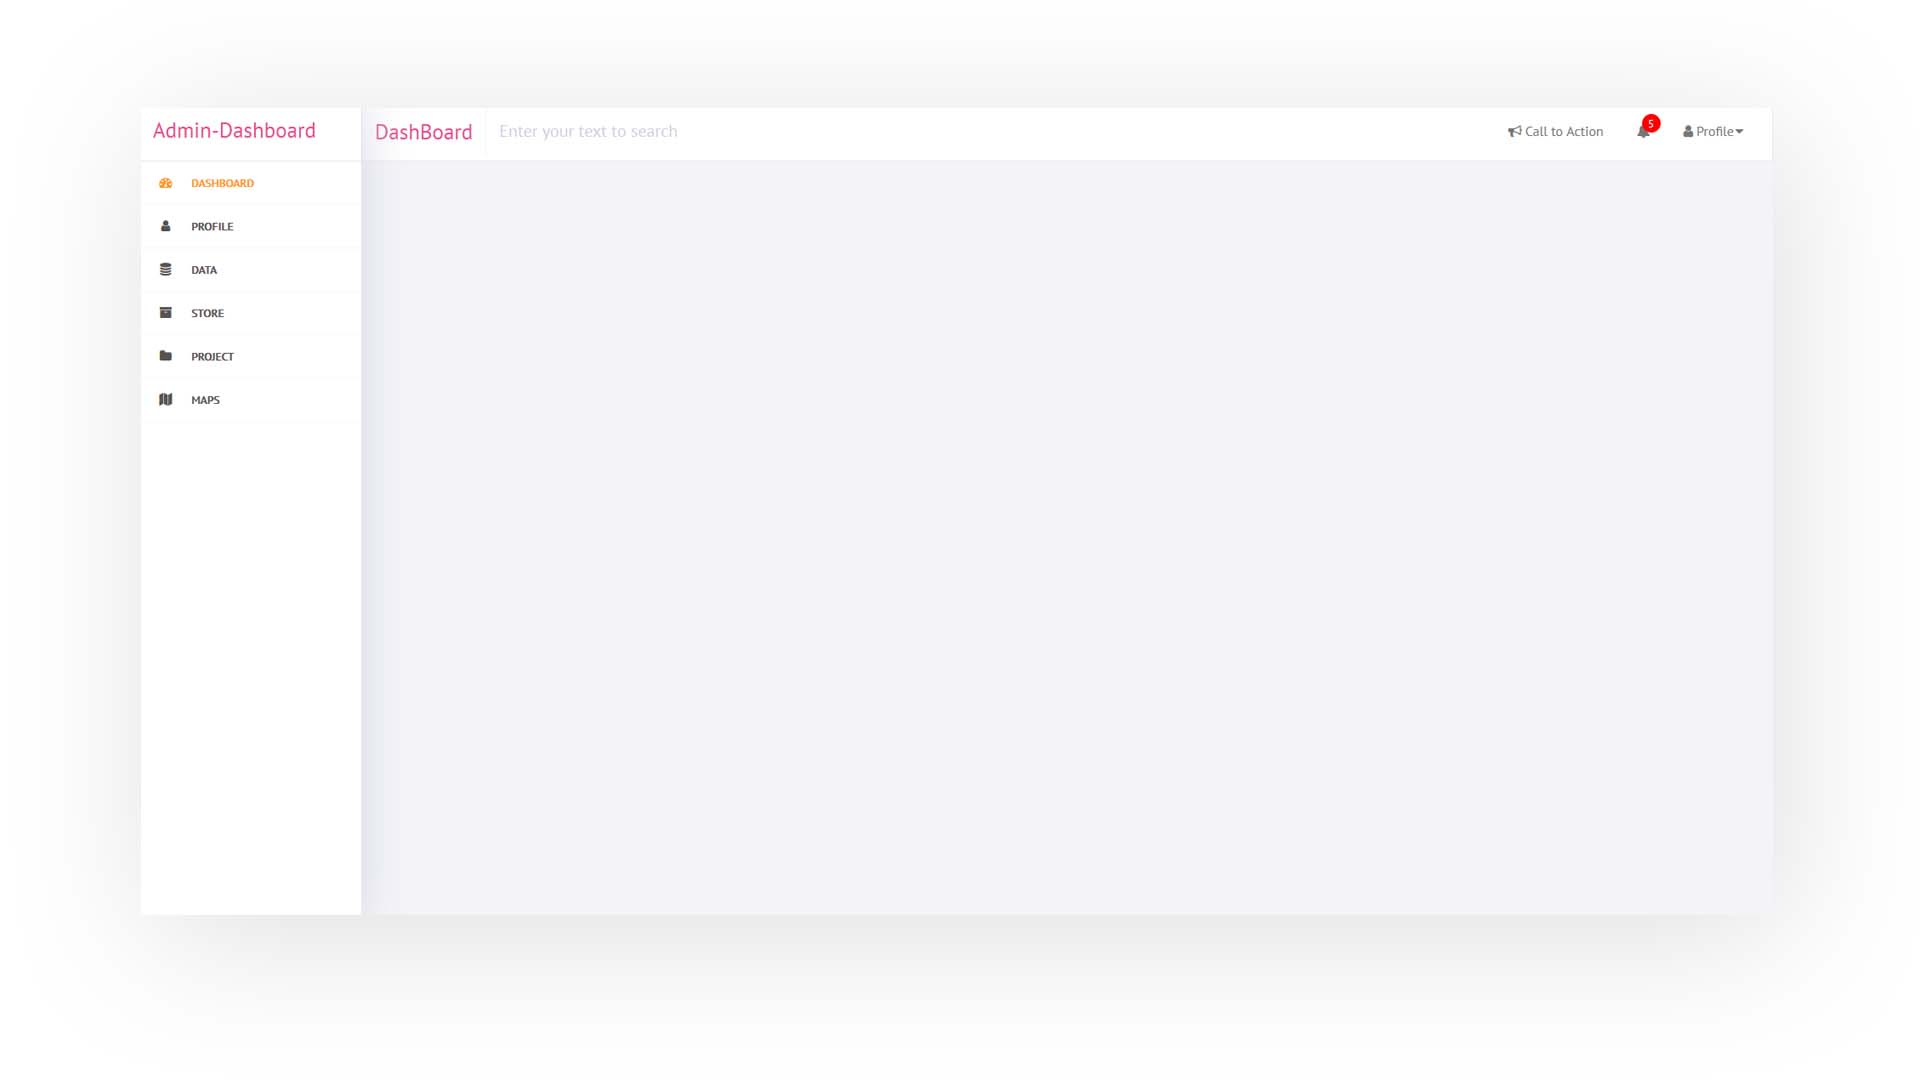 Admin-Dashboard
DashBoard
Enter your text to search
Call to Action
5
Profile
DASHBOARD
PROFILE
DATA
STORE
PROJECT
MAPS